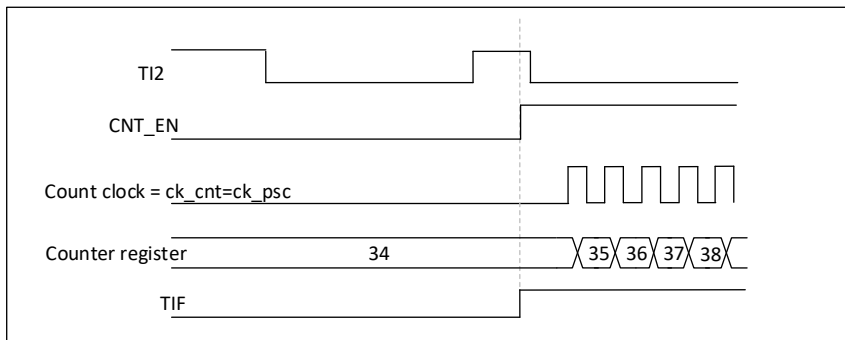 TI2
CNT_EN
Count clock = ck_cnt=ck_psc
Counter register 34 35 36 37 38
TIF